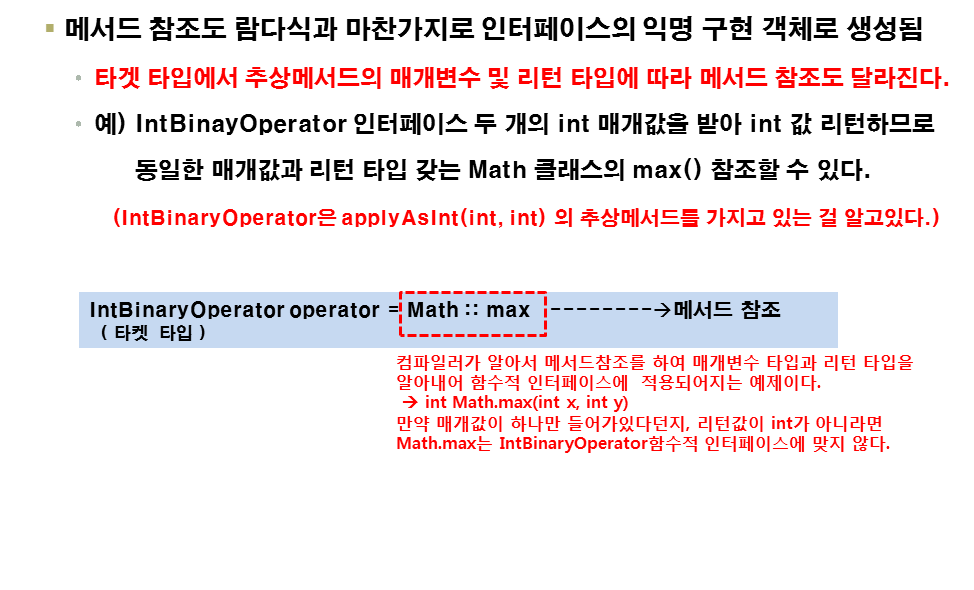 메서드 참조도 람다식과 마찬가지로 인터페이스의 익명 구현 객체로 생성됨
타겟 타입에서 추상메서드의 매개변수 및 리턴 타입에 따라 메서드 참조도 달라진다.
예) IntBinayOperator 인터페이스 두 개의 int 매개값을 받아 int 값 리턴하므로
동일한 매개값과 리턴 타입 갖는 Math 클래스의 max() 참조할 수 있다.
(IntBinaryOperator은 applyAsInt(int, int) 의 추상메서드를 가지고 있는 걸 알고있다.)
IntBinaryOperator operator = Math :: max --------→메서드 참조
( 타켓 타입 )
컴파일러가 알아서 메서드참조를 하여 매개변수 타입과 리턴 타입을
알아내어 함수적 인터페이스에 적용되어지는 예제이다.
→ int Math.max(int x, int y)
만약 매개값이 하나만 들어가있다던지, 리턴값이 int가 아니라면
Math.max는 IntBinaryOperator함수적 인터페이스에 맞지 않다.